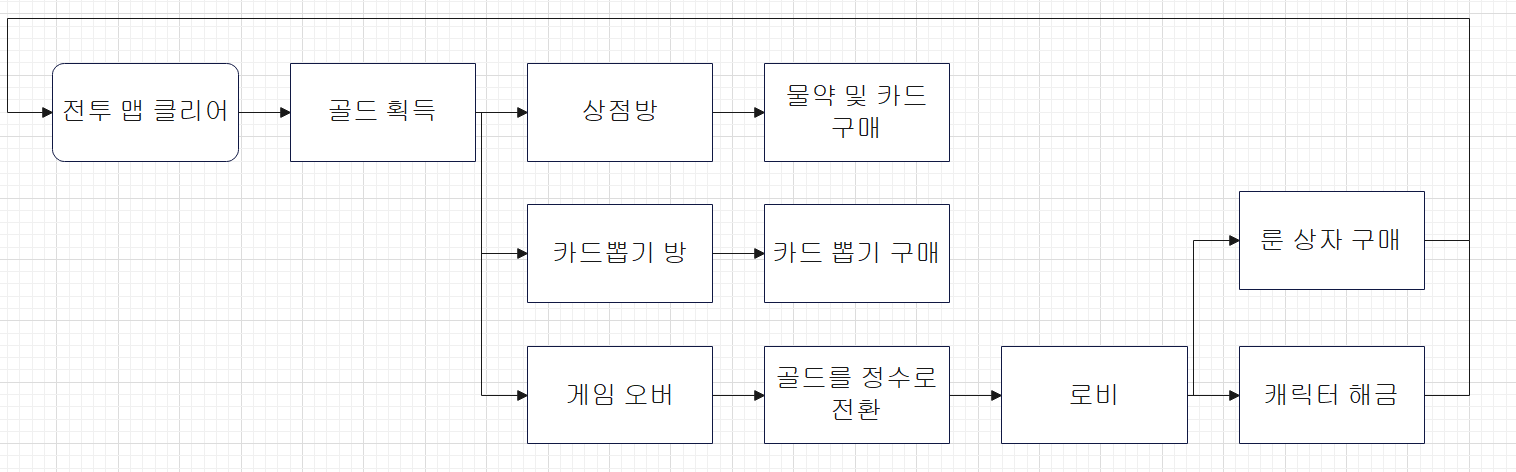 전투 맵 클리어
골드 획득
상점방
물약 및 카드
구매
카드뽑기 방
카드 뽑기 구매
룬 상자 구매
게임 오버
골드를 정수로
전환
로비
캐릭터 해금